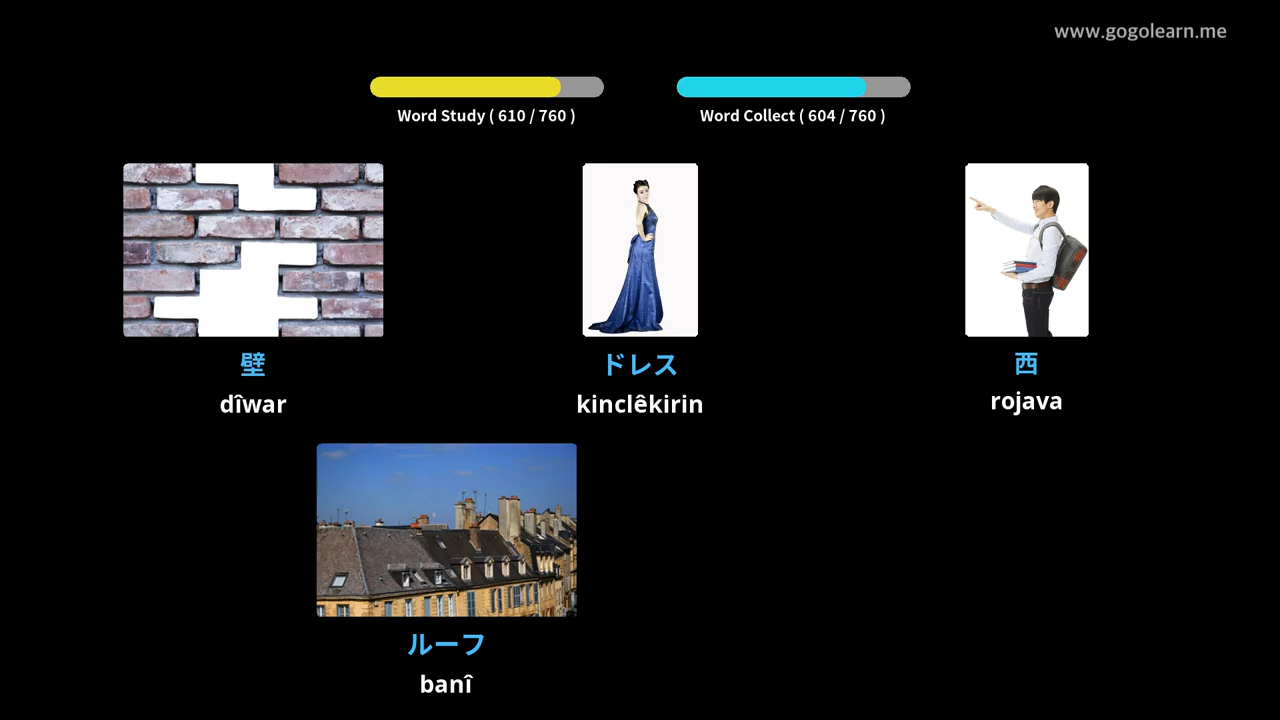 www.gogolearn.me
Word Study ( 610 / 760 )
Word Collect ( 604 / 760 )
壁
dîwar
ドレス
kinclêkirin
西
rojava
ルーフ
banî